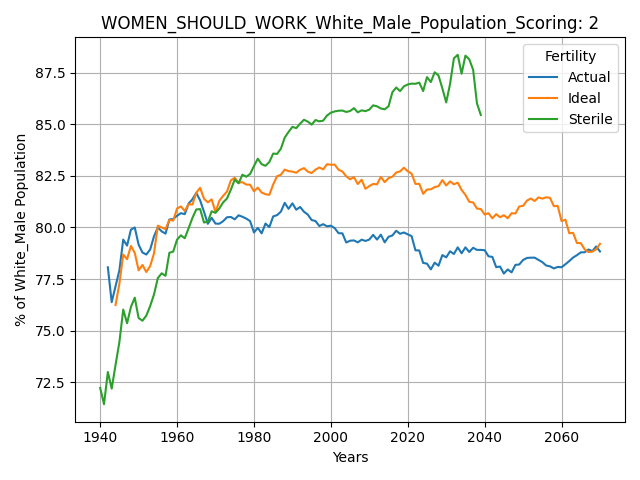 WOMEN_SHOULD_WORK_White_Male_Population_Scoring: 2
% of White_Male Population
87.5
85.0
82.5
80.0
77.5
75.0
72.5
Fertility
Actual
Ideal
Sterile
1940 1960 1980 2000 2020 2040 2060
Years